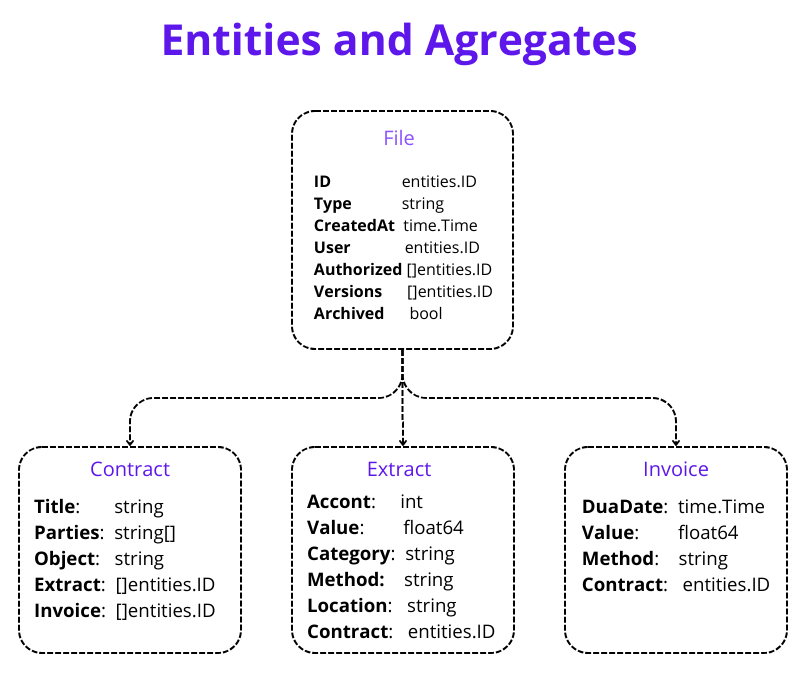 Entities and Agregates
File
ID entities.ID
Type string
CreatedAt time.Time
User entities.ID
Authorized []entities.ID
Versions []entities.ID
Archived bool
Contract
Title: string
Parties: string[]
Object: string
Extract: []entities.ID
Invoice: []entities.ID
Extract
Accont: int
Value: float64
Category: string
Method: string
Location: string
Contract: entities.ID
Invoice
DuaDate: time.Time
Value: float64
Method: string
Contract: entities.ID